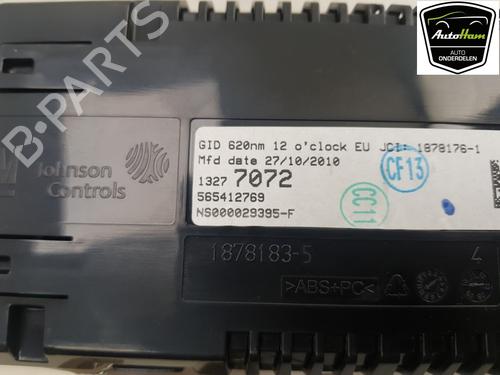 AutoHam
AUTO
ONDERDELEN
B-PARTS
GID 620nm 12 o'clock EU JCI: 1878176-1
Mfd date 27/10/2010
1327 7072
565412769
NS000029395-F
CF13
CC11
Johnson
Controls
1878183-5
4
>ABS+PC<